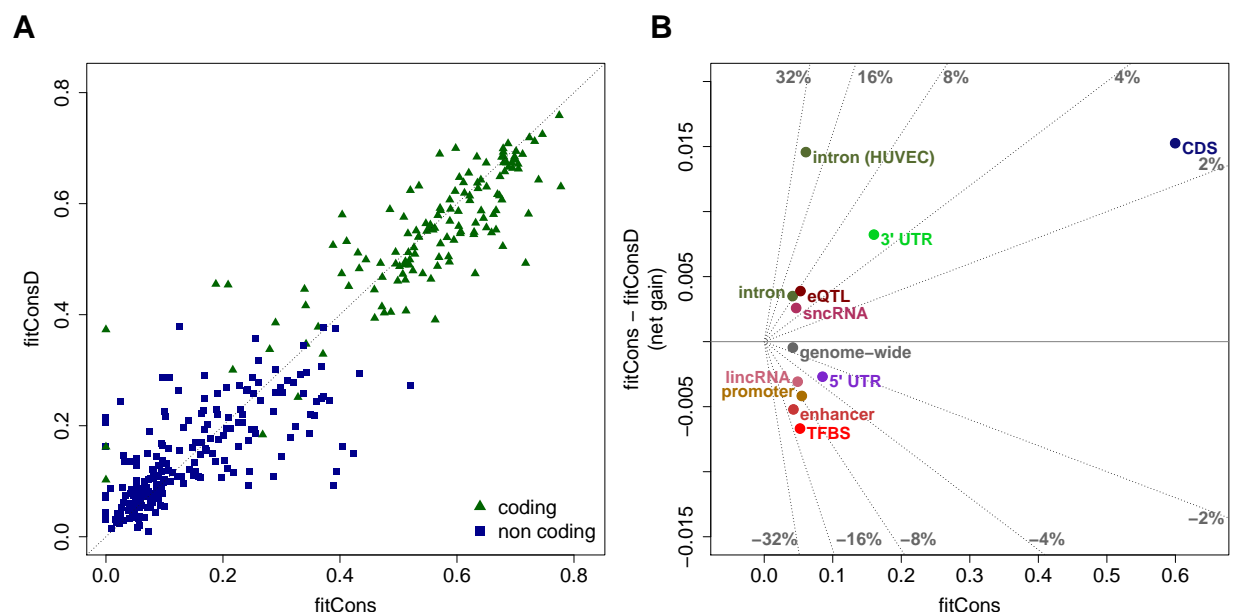 A
0.8
0.6
0.4
0.2
0.0
fitConsD
coding
non coding
0.0 0.2 0.4 0.6 0.8
fitCons
B
32% 16% 8% 4%
0.015
intron (HUVEC)
CDS
2%
3' UTR
0.005
intron
eQTL
sncRNA
fitCons − fitConsD
(net gain)
genome−wide
lincRNA
5' UTR
promoter
−0.005
enhancer
TFBS
−2%
−0.015
−32% −16% −8% −4%
0.0 0.1 0.2 0.3 0.4 0.5 0.6
fitCons